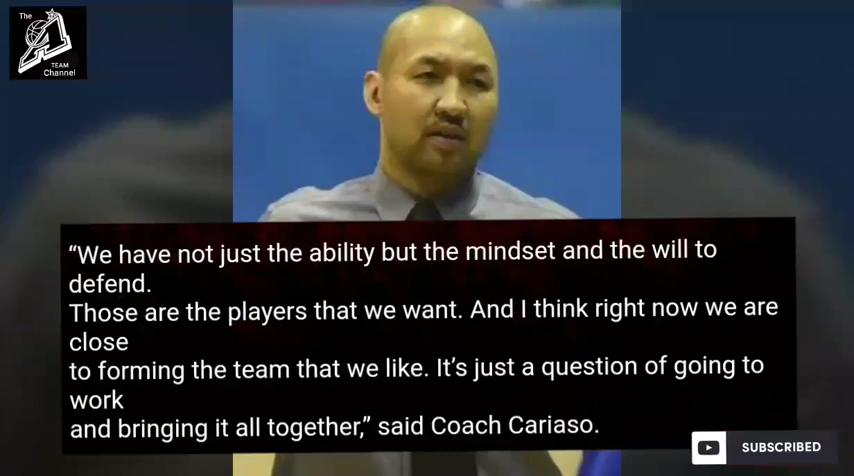 The
A
TEAM
Channel
“We have not just the ability but the mindset and the will to
defend.
Those are the players that we want. And I think right now we are
close
to forming the team that we like. It’s just a question of going to
work
and bringing it all together,” said Coach Cariaso.
SUBSCRIBED